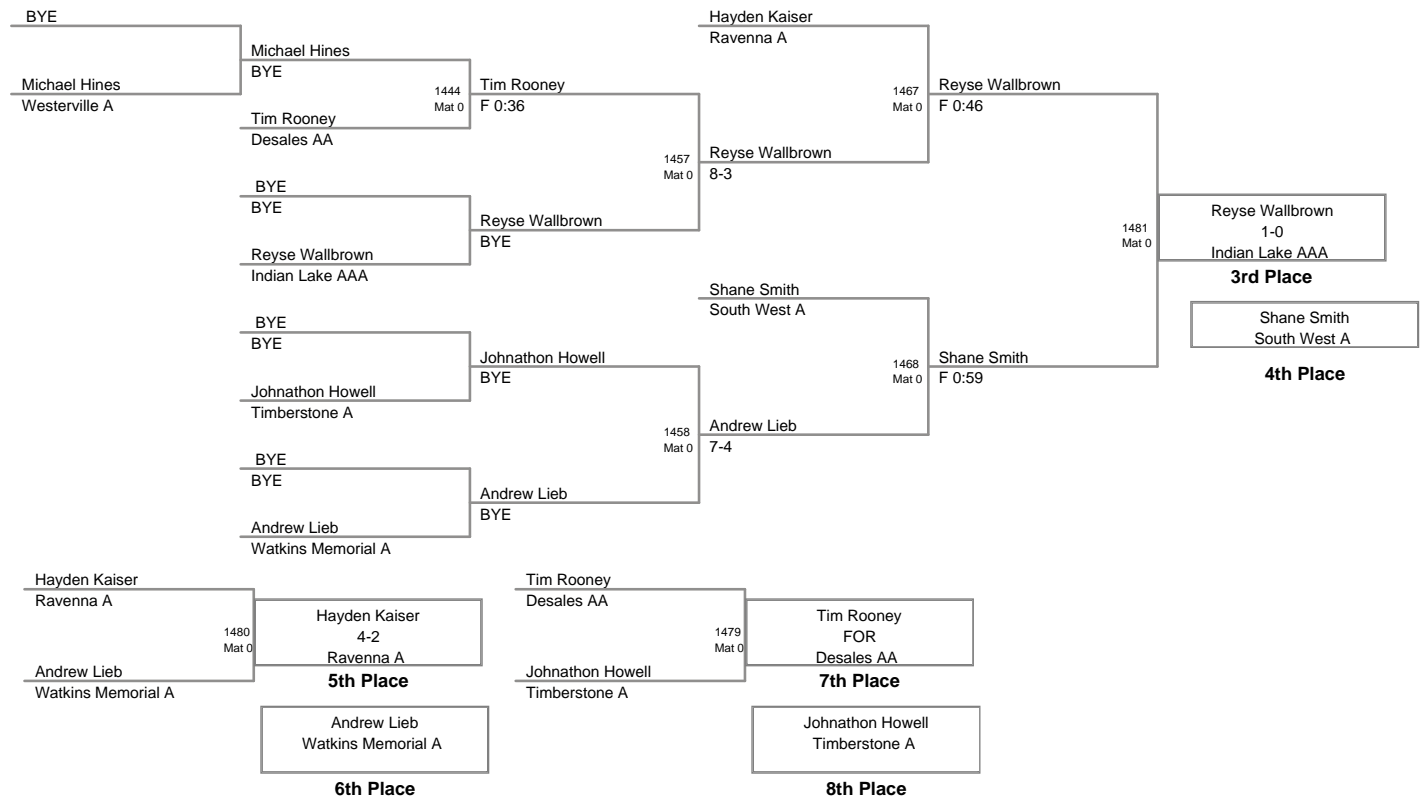 BYE
Michael Hines
Westerville A
Michael Hines
BYE
1444
Mat 0
Tim Rooney
Desales AA
Tim Rooney
F 0:36
BYE
BYE
Reyse Wallbrown
Indian Lake AAA
Reyse Wallbrown
BYE
1457
Mat 0
Reyse Wallbrown
8-3
Hayden Kaiser
Ravenna A
1467
Mat 0
Reyse Wallbrown
F 0:46
BYE
BYE
Johnathon Howell
Timberstone A
Johnathon Howell
BYE
BYE
BYE
Andrew Lieb
Watkins Memorial A
Andrew Lieb
BYE
1458
Mat 0
Andrew Lieb
7-4
Shane Smith
South West A
1468
Mat 0
Shane Smith
F 0:59
1481
Mat 0
Reyse Wallbrown
1-0
Indian Lake AAA
3rd Place
Shane Smith
South West A
4th Place
Hayden Kaiser
Ravenna A
1480
Mat 0
Andrew Lieb
Watkins Memorial A
Hayden Kaiser
4-2
Ravenna A
5th Place
Andrew Lieb
Watkins Memorial A
6th Place
Tim Rooney
Desales AA
1479
Mat 0
Johnathon Howell
Timberstone A
Tim Rooney
FOR
Desales AA
7th Place
Johnathon Howell
Timberstone A
8th Place